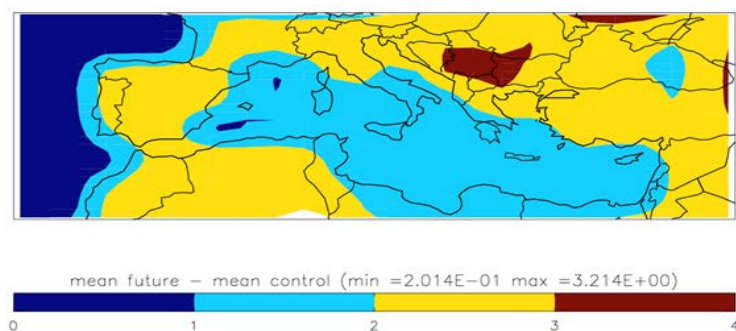 mean future − mean control (min =2.014E−01 max =3.214E+00)
0 1 2 3 4